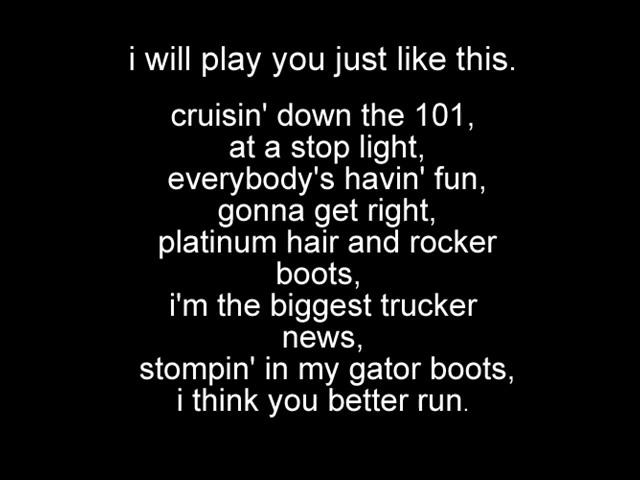 i will play you just like this.
cruisin' down the 101,
at a stop light,
everybody's havin' fun,
gonna get right,
platinum hair and rocker
boots,
i'm the biggest trucker
news,
stompin' in my gator boots,
i think you better run.